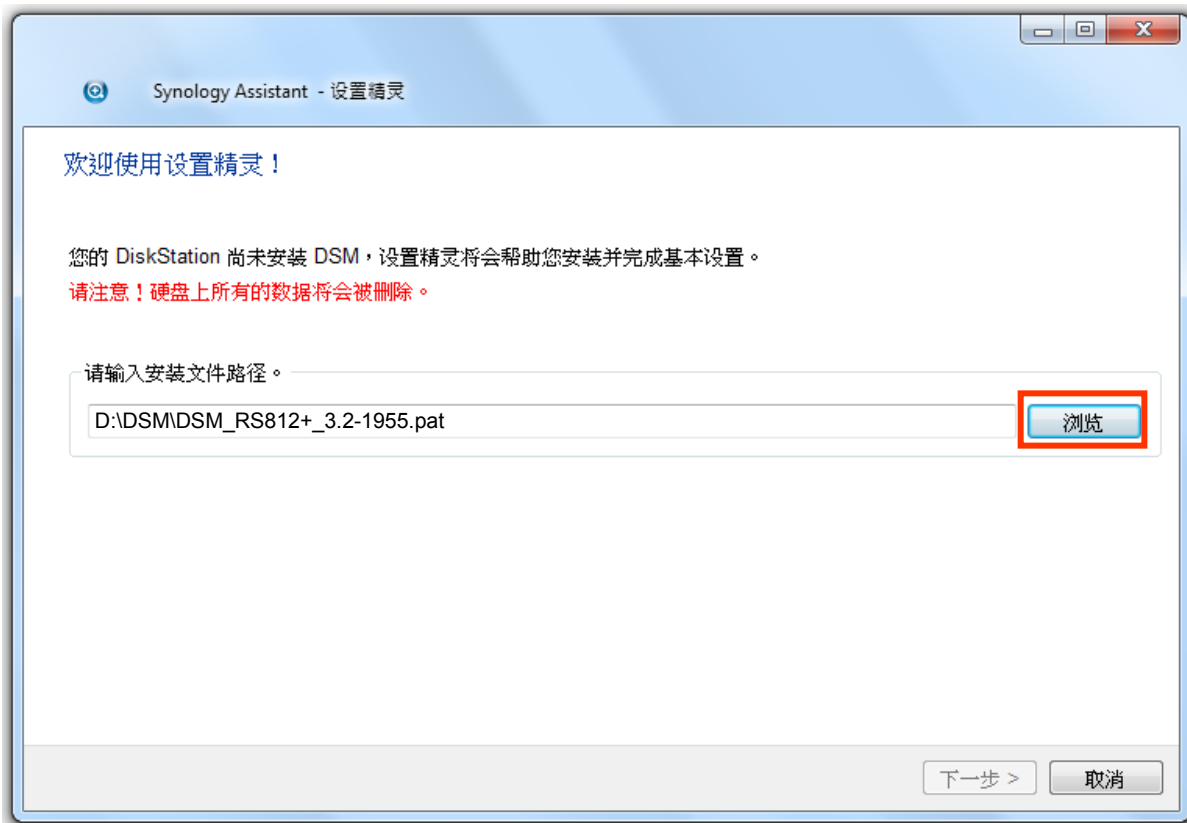 Synology Assistant - 设置精灵
欢迎使用设置精灵！
您的 DiskStation 尚未安装 DSM，设置精灵将会帮助您安装并完成基本设置。
请注意！硬盘上所有的数据将会被删除。
请输入安装文件路径。
D:\DSM\DSM_RS812+_3.2-1955.pat
浏览
下一步 >
取消